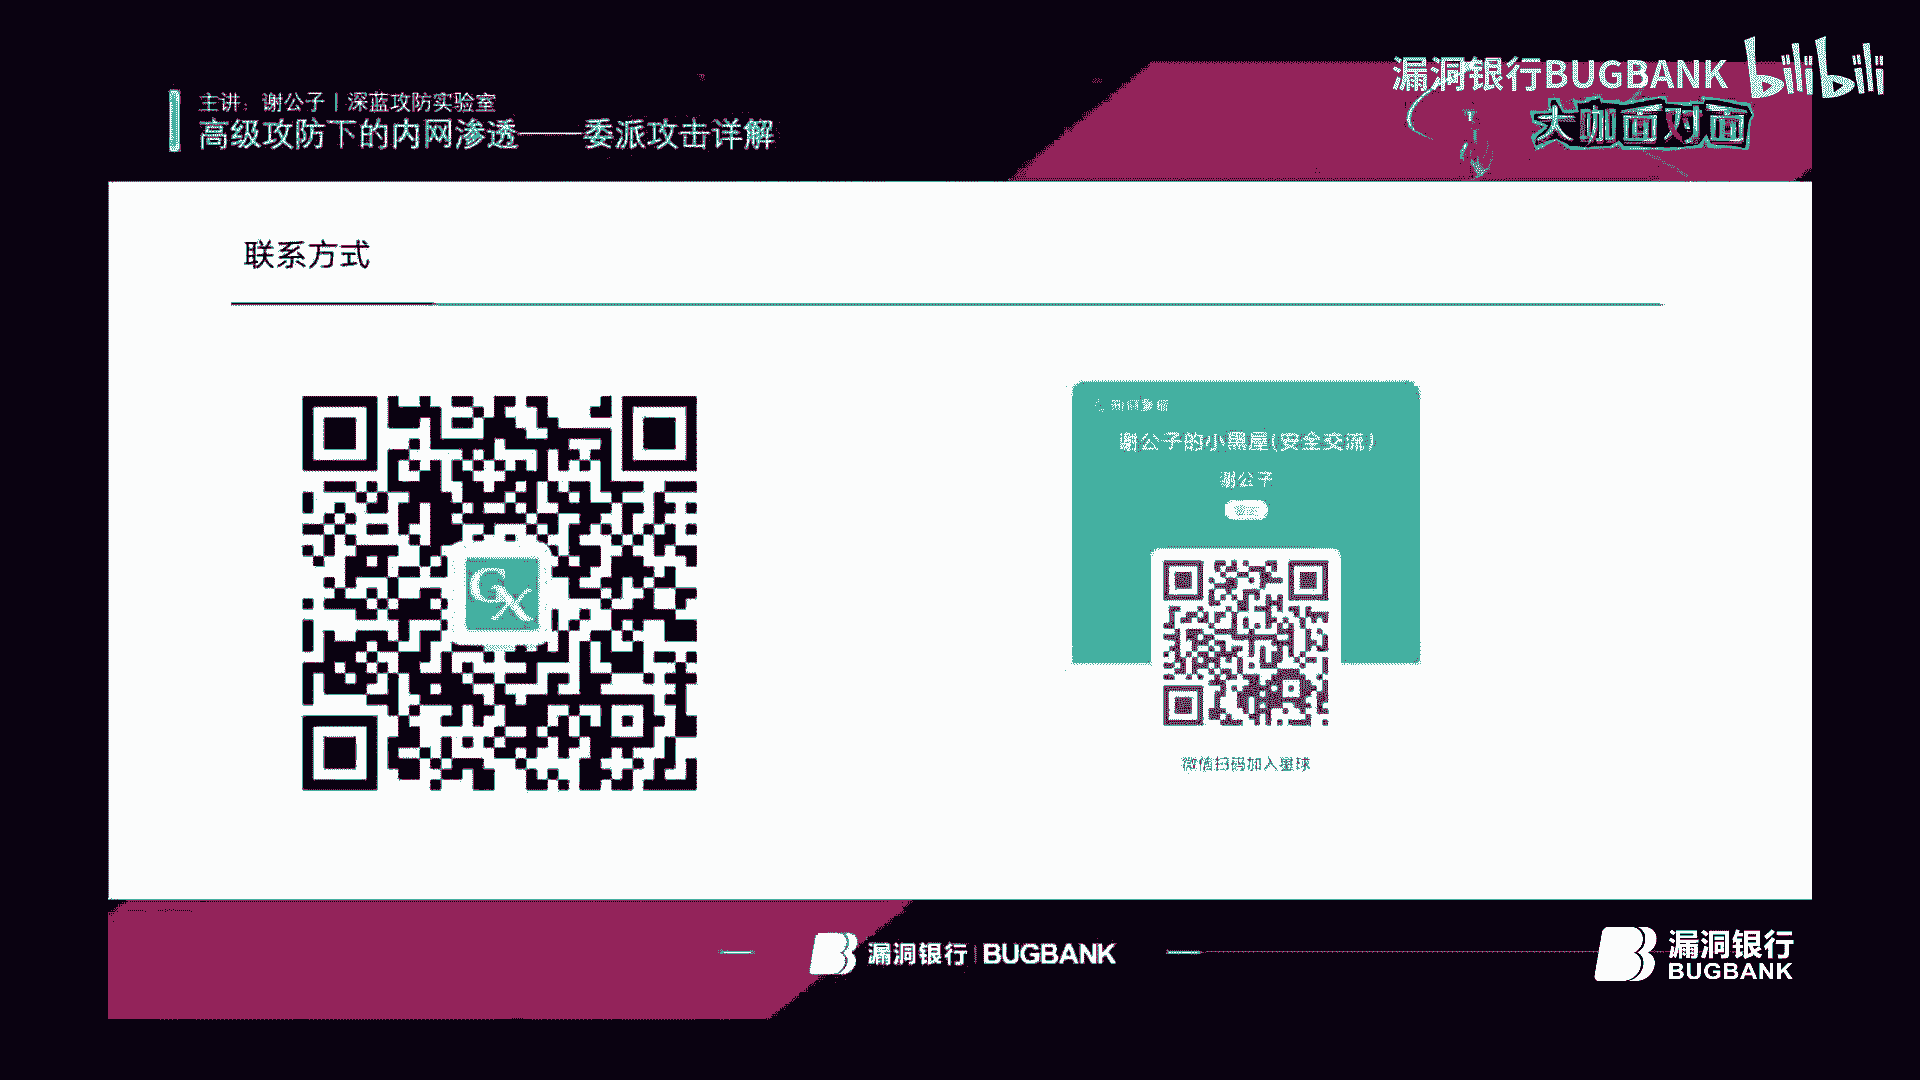 漏洞银行BUGBANK bilibili
大咖面对面
主讲：谢公子丨深蓝攻防实验室
高级攻防下的内网渗透——委派攻击详解
联系方式
GX
谢公子的小黑屋(安全交流)
谢公子
微信扫码加入星球
漏洞银行 | BUGBANK
漏洞银行
BUGBANK